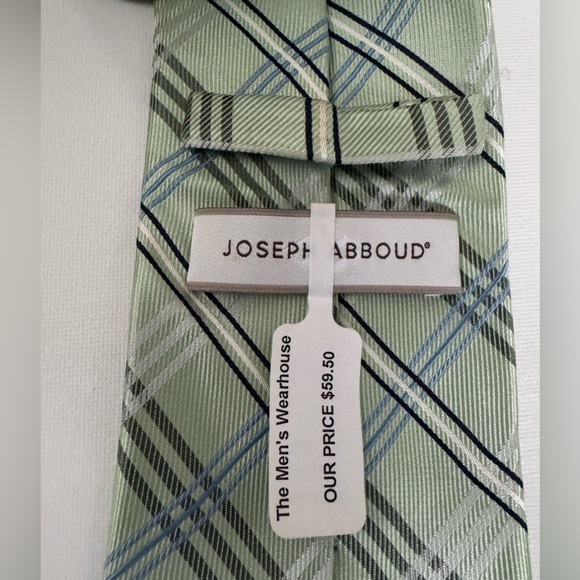 JOSEPH ABBOUD®
The Men's Wearhouse
OUR PRICE $59.50